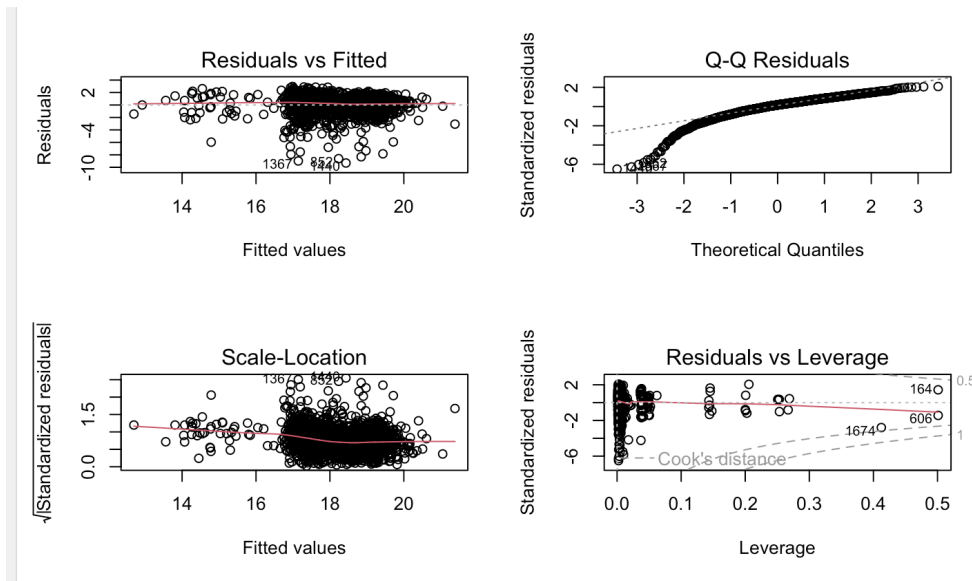 Residuals vs Fitted
Residuals
2
-4
-10
1367
852
1440
14 16 18 20
Fitted values
Q-Q Residuals
Standardized residuals
2
-2
-6
-3 -2 -1 0 1 2 3
Theoretical Quantiles
Scale-Location
√|Standardized residuals|
1.5
0.0
1367
1440
852
14 16 18 20
Fitted values
Residuals vs Leverage
Standardized residuals
2
-2
-6
0.5
164
606
1674
1
Cook's distance
0.0 0.1 0.2 0.3 0.4 0.5
Leverage